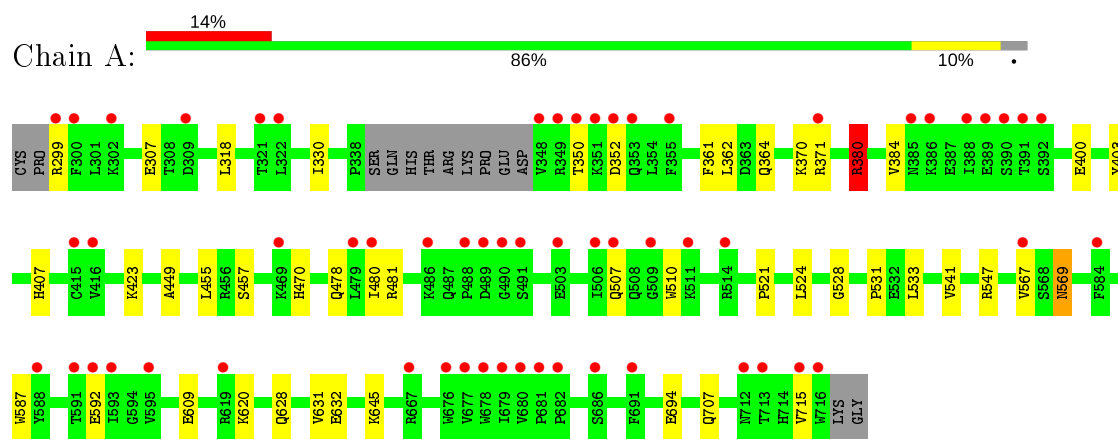 14%
Chain A:
86% 10% •
CYS PRO R299 F300 L301 K302 E307 T308 D309 L318 T321 L322 I330 P338 SER GLN HIS THR ARG LYS PRO GLU ASP V348 R349 T350 K351 D352 Q353 L354 F355 F361 L362 D363 Q364 K370 R371 R380 V384 N385 K386 E387 I388 E389 S390 T391 S392 E400
H407 C415 V416 K423 A449 L455 R456 S457 K469 H470 Q478 L479 I480 R481 K486 Q487 P488 D489 G490 S491 E503 I506 Q507 Q508 G509 W510 K511 R514 P521 L524 G528 P531 E532 L533 V541 R547 V567 S568 N569 F584
W587 Y588 T591 E592 I593 G594 V595 E609 R619 K620 Q628 V631 E632 K645 R667 W676 V677 W678 I679 V680 P681 P682 S686 F691 E694 Q707 N712 T713 H714 V715 W716 LYS GLY